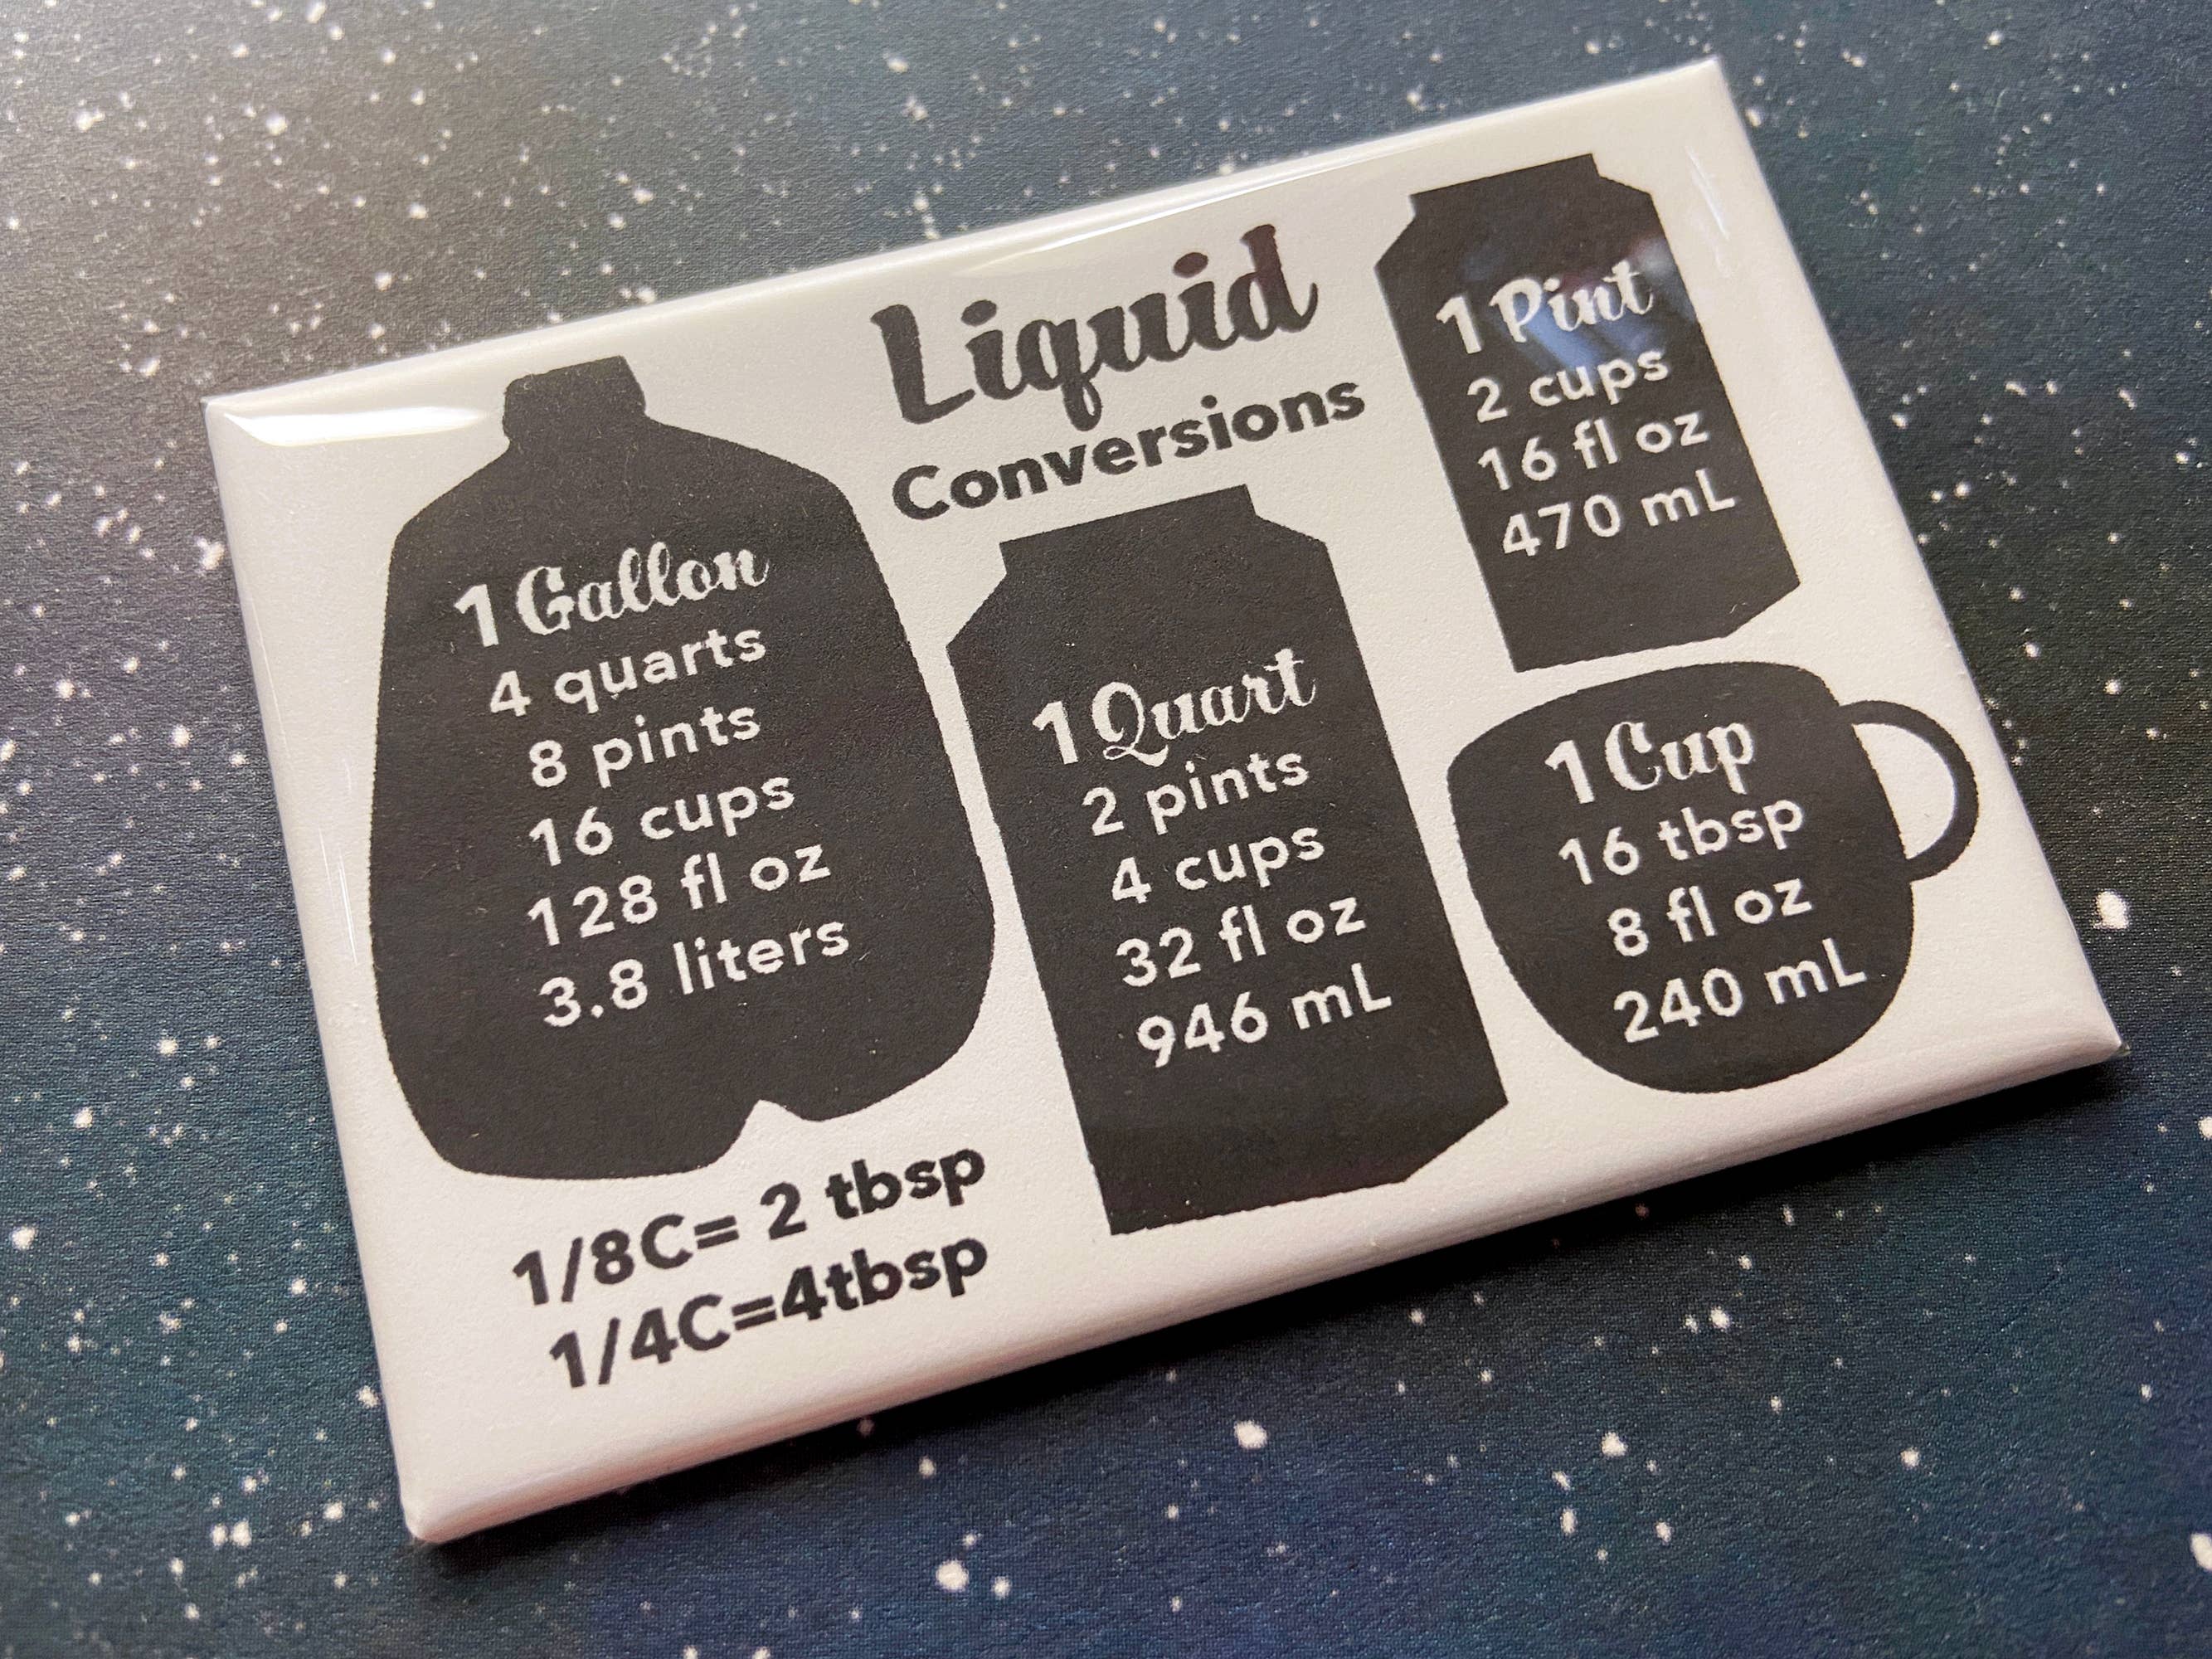 Liquid
Conversions
1 Gallon
4 quarts
8 pints
16 cups
128 fl oz
3.8 liters
1 Quart
2 pints
4 cups
32 fl oz
946 mL
1 Pint
2 cups
16 fl oz
470 mL
1 Cup
16 tbsp
8 fl oz
240 mL
1/8C= 2 tbsp
1/4C=4tbsp